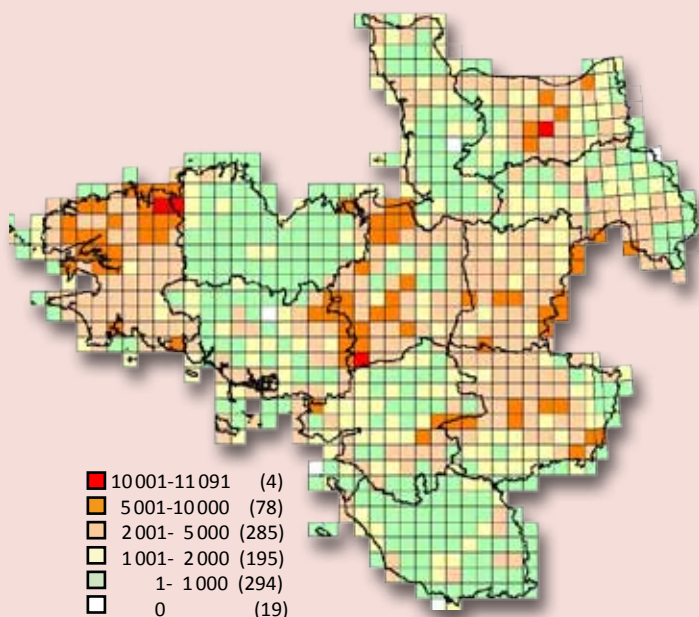 10 001-11 091 (4)
5 001-10 000 (78)
2 001- 5 000 (285)
1 001- 2 000 (195)
1- 1 000 (294)
0 (19)